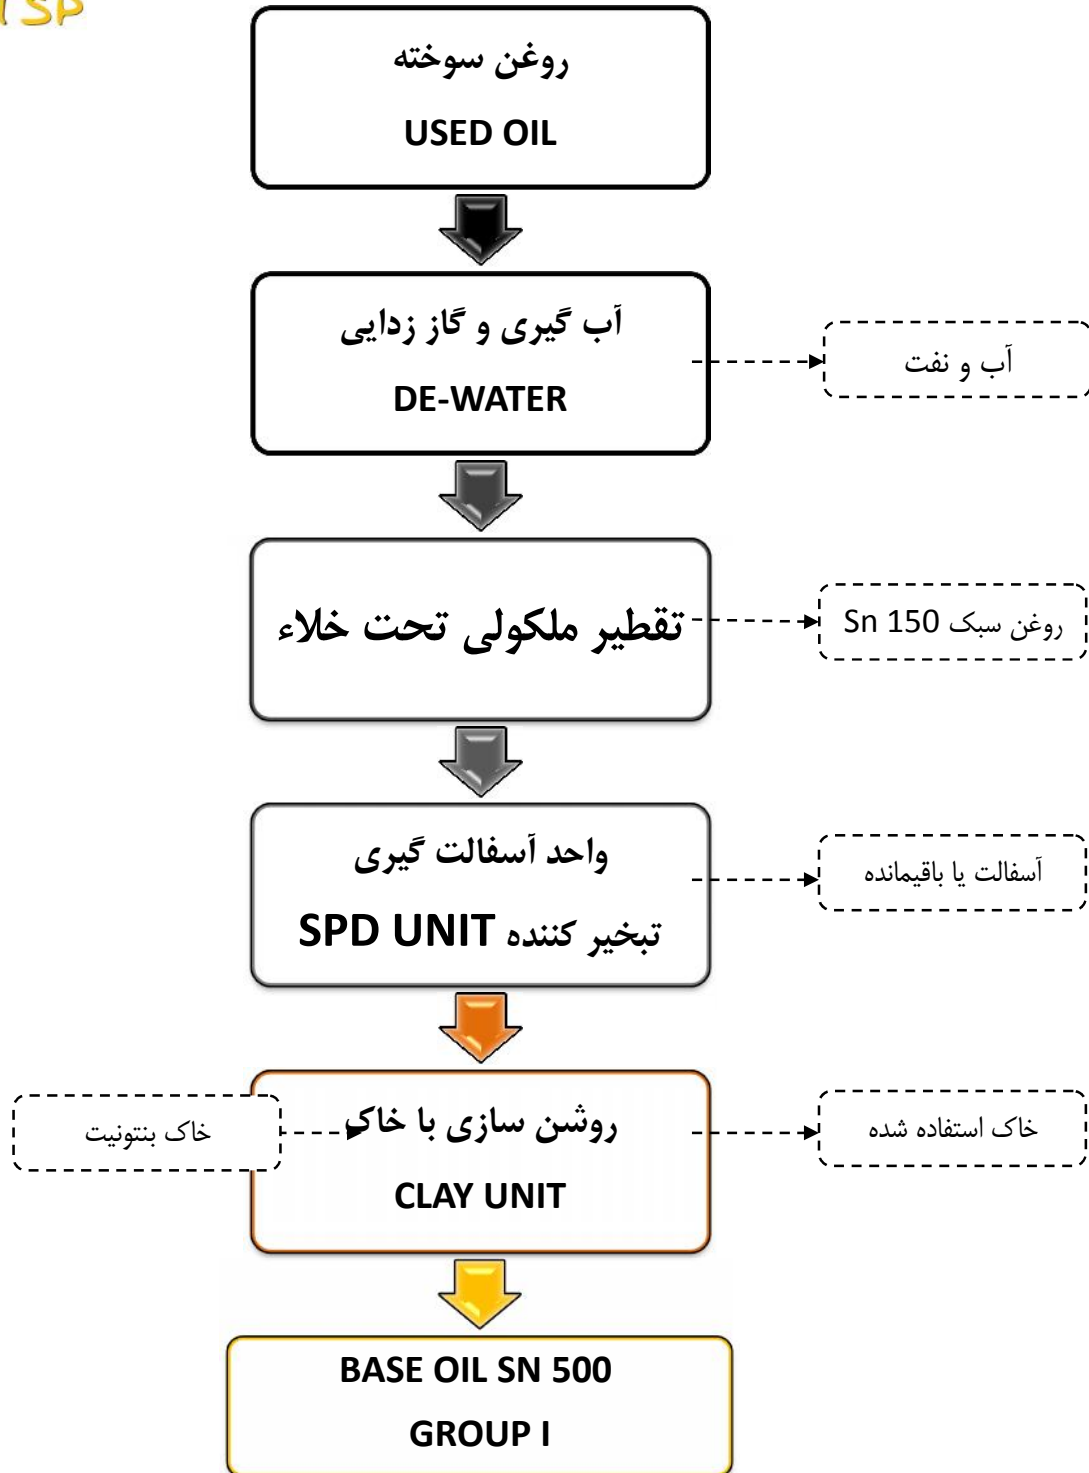 روغن سوخته
USED OIL
آب گیری و گاز زدایی
DE-WATER
آب و نفت
تقطیر ملکولی تحت خلاء
روغن سبک Sn 150
واحد آسفالت گیری
تبخیر کننده SPD UNIT
آسفالت یا باقیمانده
روشن سازی با خاک
CLAY UNIT
خاک بنتونیت
خاک استفاده شده
BASE OIL SN 500
GROUP I